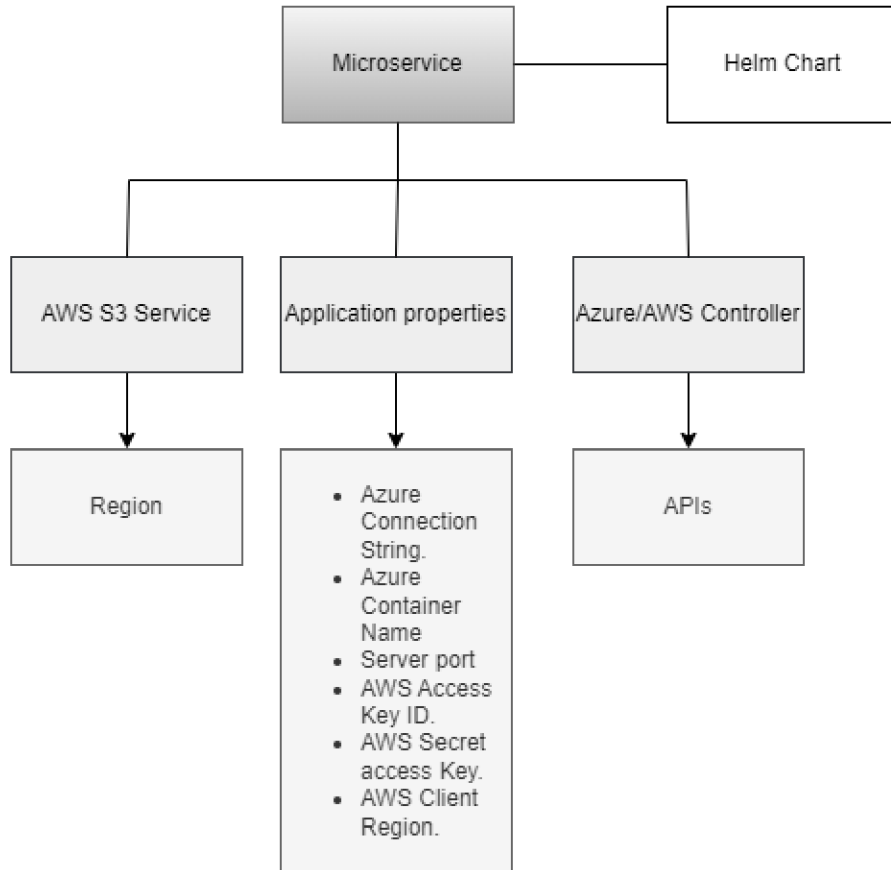 Microservice
Helm Chart
AWS S3 Service
Application properties
Azure/AWS Controller
Region
• Azure
Connection
String.
• Azure
Container
Name
• Server port
• AWS Access
Key ID.
• AWS Secret
access Key.
• AWS Client
Region.
APIs